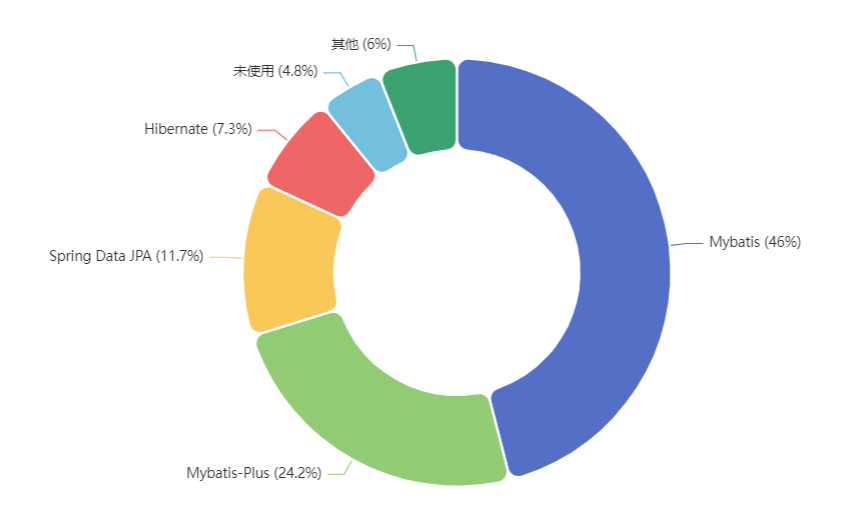 其他 (6%)
未使用 (4.8%)
Hibernate (7.3%)
Mybatis (46%)
Spring Data JPA (11.7%)
Mybatis-Plus (24.2%)